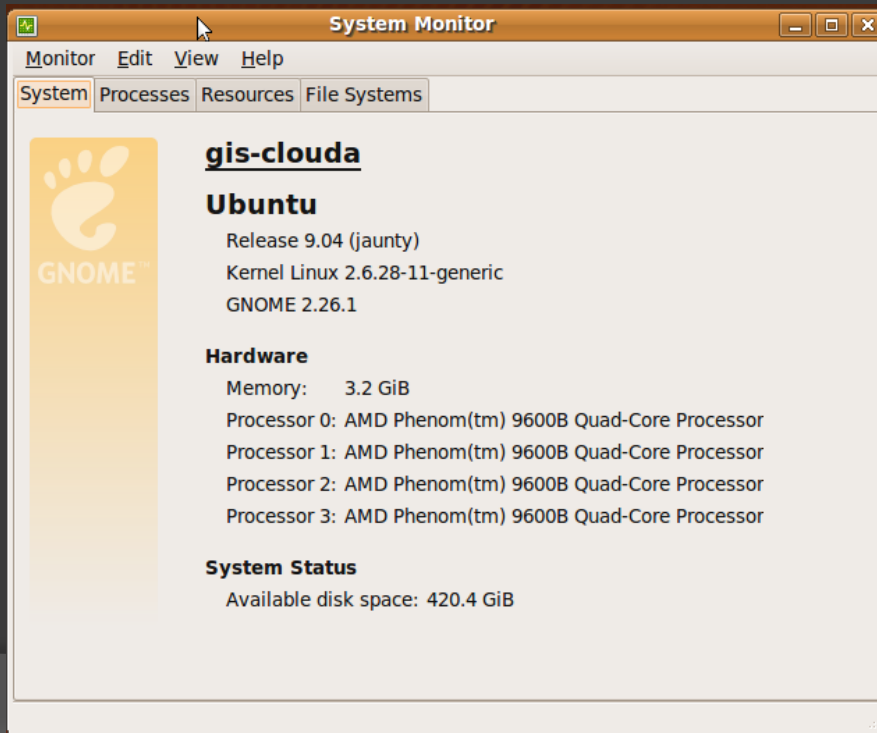 System Monitor
Monitor Edit View Help
System Processes Resources File Systems
GNOME™
gis-clouda
Ubuntu
Release 9.04 (jaunty)
Kernel Linux 2.6.28-11-generic
GNOME 2.26.1
Hardware
Memory: 3.2 GiB
Processor 0: AMD Phenom(tm) 9600B Quad-Core Processor
Processor 1: AMD Phenom(tm) 9600B Quad-Core Processor
Processor 2: AMD Phenom(tm) 9600B Quad-Core Processor
Processor 3: AMD Phenom(tm) 9600B Quad-Core Processor
System Status
Available disk space: 420.4 GiB